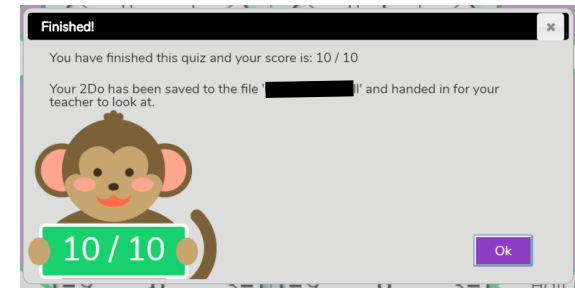 Finished!
You have finished this quiz and your score is: 10 / 10
Your 2Do has been saved to the file ' ll' and handed in for your
teacher to look at.
10 / 10
Ok